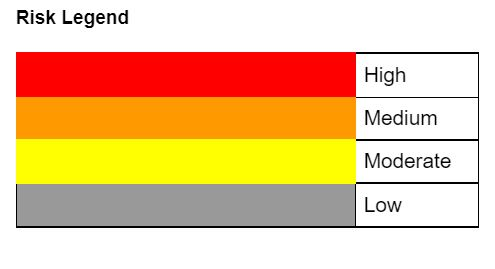 Risk Legend
High
Medium
Moderate
Low